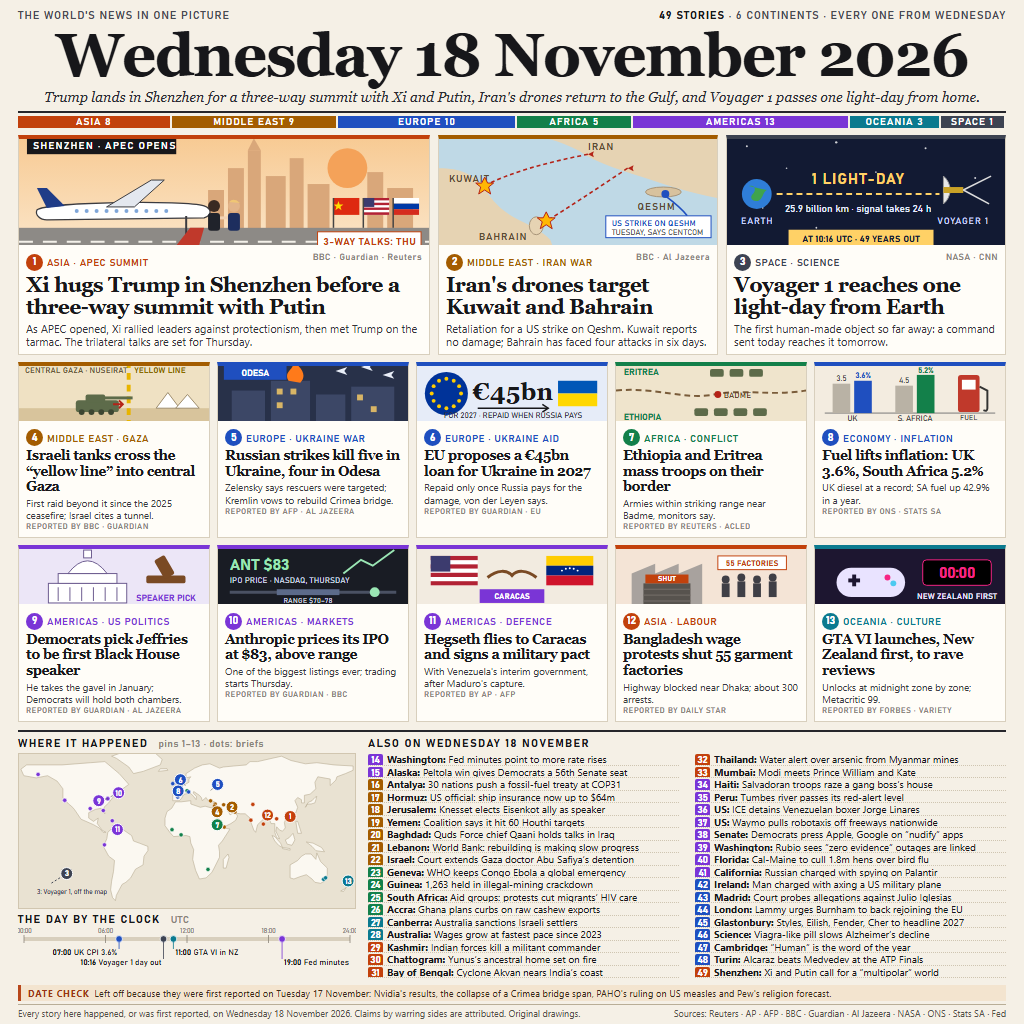 THE WORLD'S NEWS IN ONE PICTURE
49 STORIES · 6 CONTINENTS · EVERY ONE FROM WEDNESDAY
Wednesday 18 November 2026
Trump lands in Shenzhen for a three-way summit with Xi and Putin, Iran's drones return to the Gulf, and Voyager 1 passes one light-day from home.
ASIA 8
MIDDLE EAST 9
EUROPE 10
AFRICA 5
AMERICAS 13
OCEANIA 3
SPACE 1
SHENZHEN · APEC OPENS
3-WAY TALKS: THU
1 ASIA · APEC SUMMIT
BBC · Guardian · Reuters
Xi hugs Trump in Shenzhen before a
three-way summit with Putin
As APEC opened, Xi rallied leaders against protectionism, then met Trump on the
tarmac. The trilateral talks are set for Thursday.
IRAN
KUWAIT
QESHM
US STRIKE ON QESHM
TUESDAY, SAYS CENTCOM
BAHRAIN
2 MIDDLE EAST · IRAN WAR
BBC · Al Jazeera
Iran's drones target
Kuwait and Bahrain
Retaliation for a US strike on Qeshm. Kuwait reports
no damage; Bahrain has faced four attacks in six days.
1 LIGHT-DAY
25.9 billion km · signal takes 24 h
EARTH
VOYAGER 1
AT 10:16 UTC · 49 YEARS OUT
3 SPACE · SCIENCE
NASA · CNN
Voyager 1 reaches one
light-day from Earth
The first human-made object so far away: a command
sent today reaches it tomorrow.
CENTRAL GAZA · NUSEIRAT
YELLOW LINE
4 MIDDLE EAST · GAZA
Israeli tanks cross the
“yellow line” into central
Gaza
First raid beyond it since the 2025
ceasefire; Israel cites a tunnel.
REPORTED BY BBC · GUARDIAN
ODESA
5 EUROPE · UKRAINE WAR
Russian strikes kill five in
Ukraine, four in Odesa
Zelensky says rescuers were targeted;
Kremlin vows to rebuild Crimea bridge.
REPORTED BY AFP · AL JAZEERA
€45bn
FOR 2027 · REPAID WHEN RUSSIA PAYS
6 EUROPE · UKRAINE AID
EU proposes a €45bn
loan for Ukraine in 2027
Repaid only once Russia pays for the
damage, von der Leyen says.
REPORTED BY GUARDIAN · EU
ERITREA
BADME
ETHIOPIA
7 AFRICA · CONFLICT
Ethiopia and Eritrea
mass troops on their
border
Armies within striking range near
Badme, monitors say.
REPORTED BY REUTERS · ACLED
3.5
3.6%
4.5
5.2%
UK
S. AFRICA
FUEL
8 ECONOMY · INFLATION
Fuel lifts inflation: UK
3.6%, South Africa 5.2%
UK diesel at a record; SA fuel up 42.9%
in a year.
REPORTED BY ONS · STATS SA
SPEAKER PICK
9 AMERICAS · US POLITICS
Democrats pick Jeffries
to be first Black House
speaker
He takes the gavel in January;
Democrats will hold both chambers.
REPORTED BY GUARDIAN · AL JAZEERA
ANT $83
IPO PRICE · NASDAQ, THURSDAY
RANGE $70–78
10 AMERICAS · MARKETS
Anthropic prices its IPO
at $83, above range
One of the biggest listings ever; trading
starts Thursday.
REPORTED BY GUARDIAN · BBC
CARACAS
11 AMERICAS · DEFENCE
Hegseth flies to Caracas
and signs a military pact
With Venezuela's interim government,
after Maduro's capture.
REPORTED BY AP · AFP
SHUT
55 FACTORIES
12 ASIA · LABOUR
Bangladesh wage
protests shut 55 garment
factories
Highway blocked near Dhaka; about 300
arrests.
REPORTED BY DAILY STAR
00:00
NEW ZEALAND FIRST
13 OCEANIA · CULTURE
GTA VI launches, New
Zealand first, to rave
reviews
Unlocks at midnight zone by zone;
Metacritic 99.
REPORTED BY FORBES · VARIETY
WHERE IT HAPPENED pins 1–13 · dots: briefs
6
5
8
9
10
4
2
12
1
7
11
3
13
3: Voyager 1, off the map
THE DAY BY THE CLOCK UTC
00:00
06:00
12:00
18:00
24:00
07:00 UK CPI 3.6%
11:00 GTA VI in NZ
10:16 Voyager 1 day out
19:00 Fed minutes
ALSO ON WEDNESDAY 18 NOVEMBER
14 Washington: Fed minutes point to more rate rises
15 Alaska: Peltola win gives Democrats a 56th Senate seat
16 Antalya: 30 nations push a fossil-fuel treaty at COP31
17 Hormuz: US official: ship insurance now up to $64m
18 Jerusalem: Knesset elects Eisenkot ally as speaker
19 Yemen: Coalition says it hit 60 Houthi targets
20 Baghdad: Quds Force chief Qaani holds talks in Iraq
21 Lebanon: World Bank: rebuilding is making slow progress
22 Israel: Court extends Gaza doctor Abu Safiya's detention
23 Geneva: WHO keeps Congo Ebola a global emergency
24 Guinea: 1,263 held in illegal-mining crackdown
25 South Africa: Aid groups: protests cut migrants' HIV care
26 Accra: Ghana plans curbs on raw cashew exports
27 Canberra: Australia sanctions Israeli settlers
28 Australia: Wages grow at fastest pace since 2023
29 Kashmir: Indian forces kill a militant commander
30 Chattogram: Yunus's ancestral home set on fire
31 Bay of Bengal: Cyclone Akvan nears India's coast
32 Thailand: Water alert over arsenic from Myanmar mines
33 Mumbai: Modi meets Prince William and Kate
34 Haiti: Salvadoran troops raze a gang boss's house
35 Peru: Tumbes river passes its red-alert level
36 US: ICE detains Venezuelan boxer Jorge Linares
37 US: Waymo pulls robotaxis off freeways nationwide
38 Senate: Democrats press Apple, Google on “nudify” apps
39 Washington: Rubio sees “zero evidence” outages are linked
40 Florida: Cal-Maine to cull 1.8m hens over bird flu
41 California: Russian charged with spying on Palantir
42 Ireland: Man charged with axing a US military plane
43 Madrid: Court probes allegations against Julio Iglesias
44 London: Lammy urges Burnham to back rejoining the EU
45 Glastonbury: Styles, Eilish, Fender, Cher to headline 2027
46 Science: Viagra-like pill slows Alzheimer's decline
47 Cambridge: “Human” is the word of the year
48 Turin: Alcaraz beats Medvedev at the ATP Finals
49 Shenzhen: Xi and Putin call for a “multipolar” world
DATE CHECK Left off because they were first reported on Tuesday 17 November: Nvidia's results, the collapse of a Crimea bridge span, PAHO's ruling on US measles and Pew's religion forecast.
Every story here happened, or was first reported, on Wednesday 18 November 2026. Claims by warring sides are attributed. Original drawings.
Sources: Reuters · AP · AFP · BBC · Guardian · Al Jazeera · NASA · ONS · Stats SA · Fed